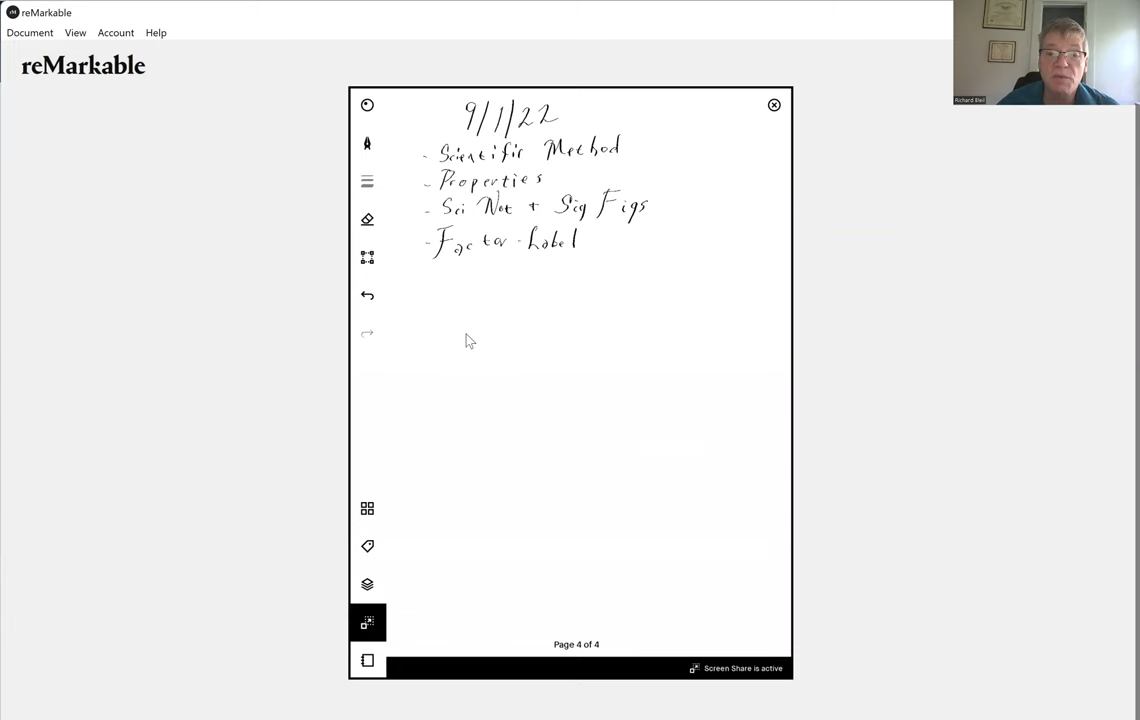 reMarkable
Document View Account Help
reMarkable
9/1/22
- Scientific Method
- Properties
- Sci Not + Sig Figs
- Factor-Label
Page 4 of 4
Screen Share is active
Richard Bleil